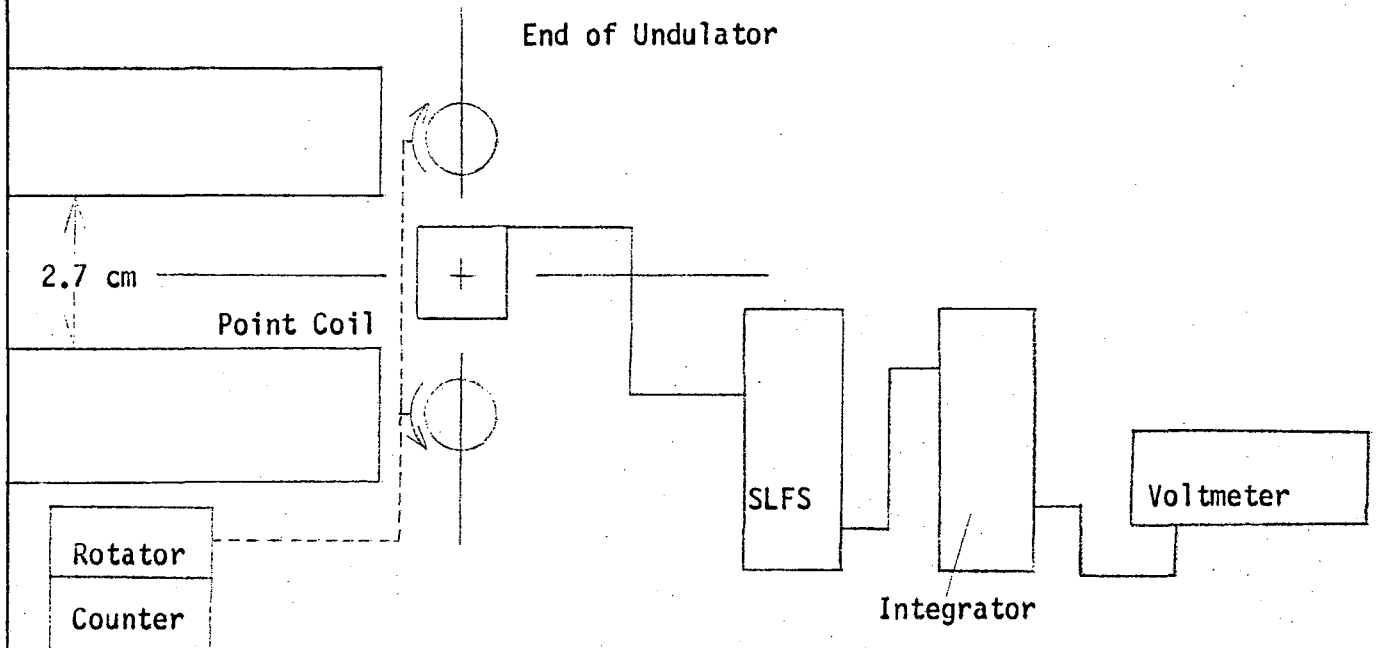 End of Undulator
2.7 cm
Point Coil
SLFS
Voltmeter
Rotator
Counter
Integrator